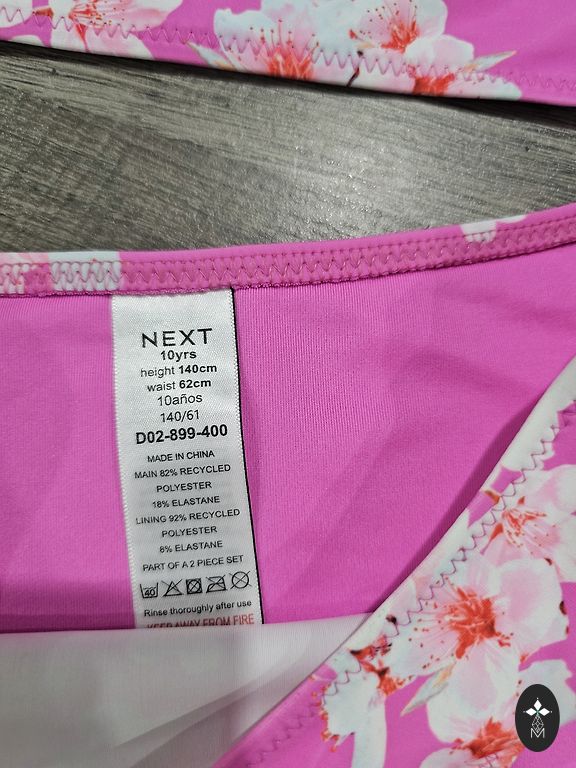 NEXT
10yrs
height 140cm
waist 62cm
10años
140/61
D02-899-400
MADE IN CHINA
MAIN 82% RECYCLED
POLYESTER
18% ELASTANE
LINING 92% RECYCLED
POLYESTER
8% ELASTANE
PART OF A 2 PIECE SET
40
Rinse thoroughly after use
KEEP AWAY FROM FIRE
M